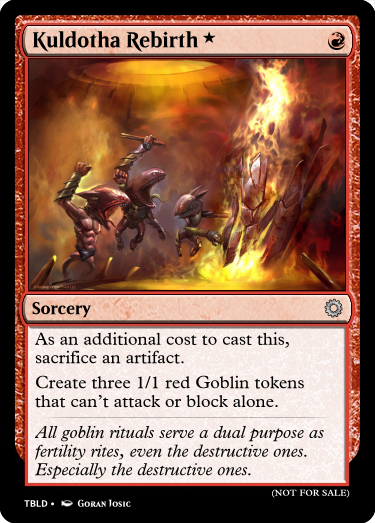 Kuldotha Rebirth ★
Sorcery
As an additional cost to cast this,
sacrifice an artifact.
Create three 1/1 red Goblin tokens
that can't attack or block alone.
All goblin rituals serve a dual purpose as
fertility rites, even the destructive ones.
Especially the destructive ones.
(NOT FOR SALE)
TBLD • Goran Josic